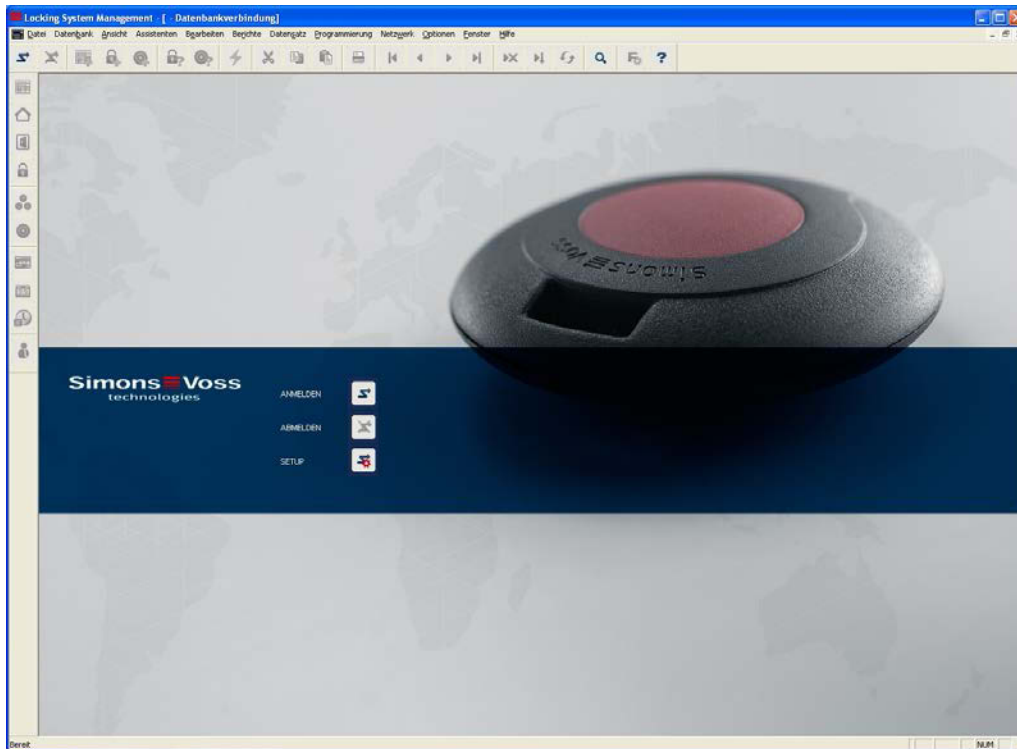 Locking System Management - [ - Datenbankverbindung]
Datei Datenbank Ansicht Assistenten Bearbeiten Berichte Datensatz Programmierung Netzwerk Optionen Fenster Hilfe
Simons Voss
Simons Voss
technologies
ANMELDEN
ABMELDEN
SETUP
Bereit
NUM